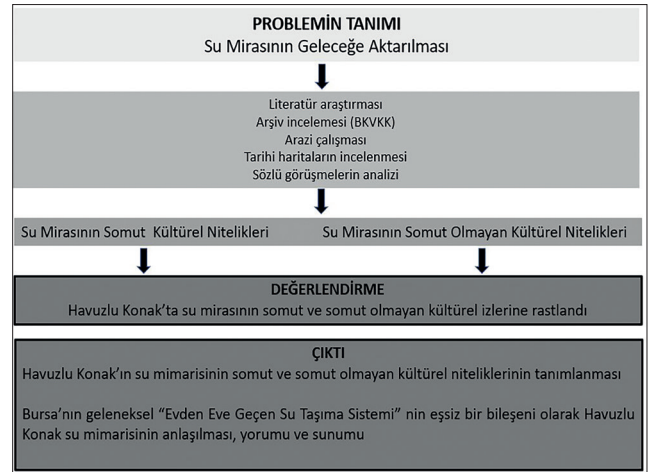 PROBLEMİN TANIMI
Su Mirasının Geleceğe Aktarılması
Literatür araştırması
Arşiv incelemesi (BKVKK)
Arazi çalışması
Tarihi haritaların incelenmesi
Sözlü görüşmelerin analizi
Su Mirasının Somut Kültürel Nitelikleri
Su Mirasının Somut Olmayan Kültürel Nitelikleri
DEĞERLENDİRME
Havuzlu Konak’ta su mirasının somut ve somut olmayan kültürel izlerine rastlandı
ÇIKTI
Havuzlu Konak’ın su mimarisinin somut ve somut olmayan kültürel niteliklerinin tanımlanması
Bursa’nın geleneksel “Evden Eve Geçen Su Taşıma Sistemi” nin eşsiz bir bileşeni olarak Havuzlu
Konak su mimarisinin anlaşılması, yorumu ve sunumu